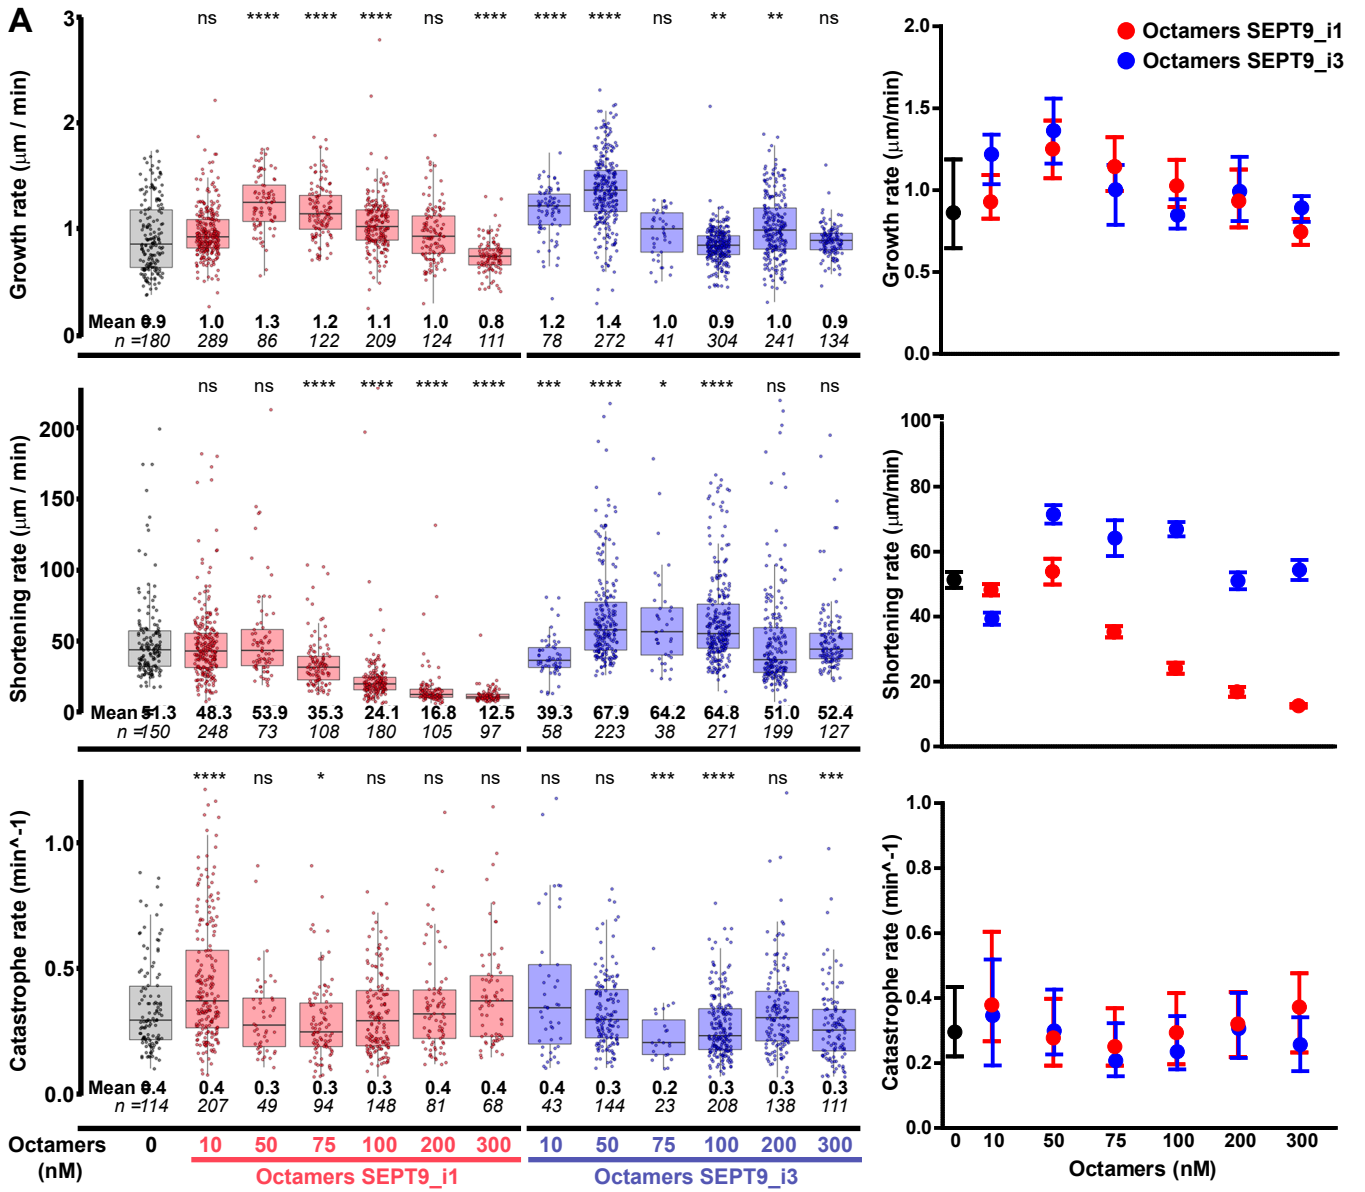 A
3
2
1
0
Growth rate (μm / min)
ns **** **** **** ns **** **** **** ns ** ** ns
Mean = 0.9 1.0 1.3 1.2 1.1 1.0 0.8 1.2 1.4 1.0 0.9 1.0 0.9
n = 180 289 86 122 209 124 111 78 272 41 304 241 134
2.0
1.5
1.0
0.5
0.0
Growth rate (μm/min)
Octamers SEPT9_i1
Octamers SEPT9_i3
200
150
100
50
0
Shortening rate (μm / min)
ns ns **** **** **** **** *** **** * **** ns ns
Mean = 51.3 48.3 53.9 35.3 24.1 16.8 12.5 39.3 67.9 64.2 64.8 51.0 52.4
n = 150 248 73 108 180 105 97 58 223 38 271 199 127
100
80
60
40
20
0
Shortening rate (μm/min)
1.0
0.5
0.0
Catastrophe rate (min^-1)
**** ns * ns ns ns ns ns *** **** ns ***
Mean = 0.4 0.4 0.3 0.3 0.3 0.4 0.4 0.4 0.3 0.2 0.3 0.3 0.3
n = 114 207 49 94 148 81 68 43 144 23 208 138 111
Octamers 0 10 50 75 100 200 300 10 50 75 100 200 300
(nM)
Octamers SEPT9_i1 Octamers SEPT9_i3
1.0
0.8
0.6
0.4
0.2
0.0
Catastrophe rate (min^-1)
0 10 50 75 100 200 300
Octamers (nM)